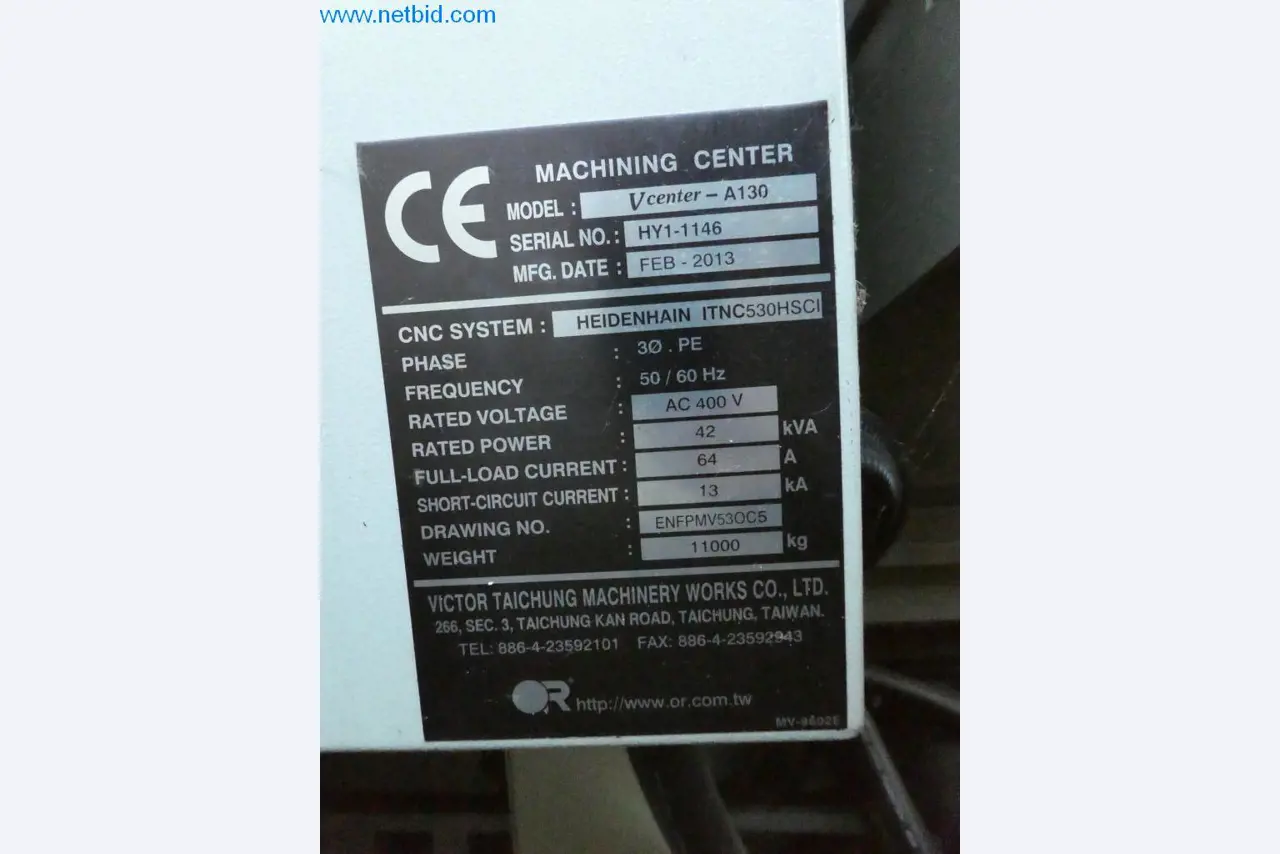 www.netbid.com
CE
MACHINING CENTER
MODEL : Vcenter – A130
SERIAL NO. : HY1-1146
MFG. DATE : FEB - 2013
CNC SYSTEM : HEIDENHAIN ITNC530HSCI
PHASE : 3Ø . PE
FREQUENCY : 50 / 60 Hz
RATED VOLTAGE : AC 400 V
RATED POWER : 42 kVA
FULL-LOAD CURRENT : 64 A
SHORT-CIRCUIT CURRENT : 13 kA
DRAWING NO. : ENFPMV53OC5
WEIGHT : 11000 kg
VICTOR TAICHUNG MACHINERY WORKS CO., LTD.
266, SEC. 3, TAICHUNG KAN ROAD, TAICHUNG, TAIWAN.
TEL: 886-4-23592101 FAX: 886-4-23592943
OR® http://www.or.com.tw